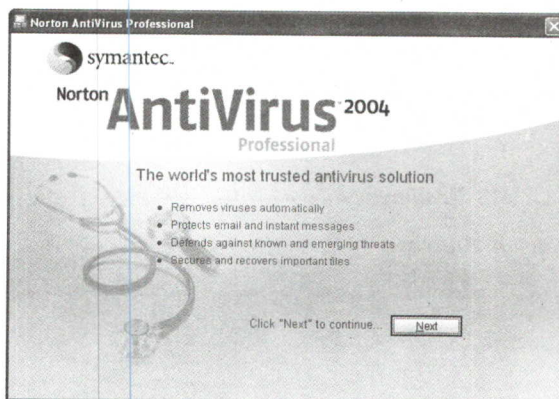 Norton AntiVirus Professional
symantec.
Norton AntiVirus 2004
Professional
The world's most trusted antivirus solution
• Removes viruses automatically
• Protects email and instant messages
• Defends against known and emerging threats
• Secures and recovers important files
Click "Next" to continue... Next